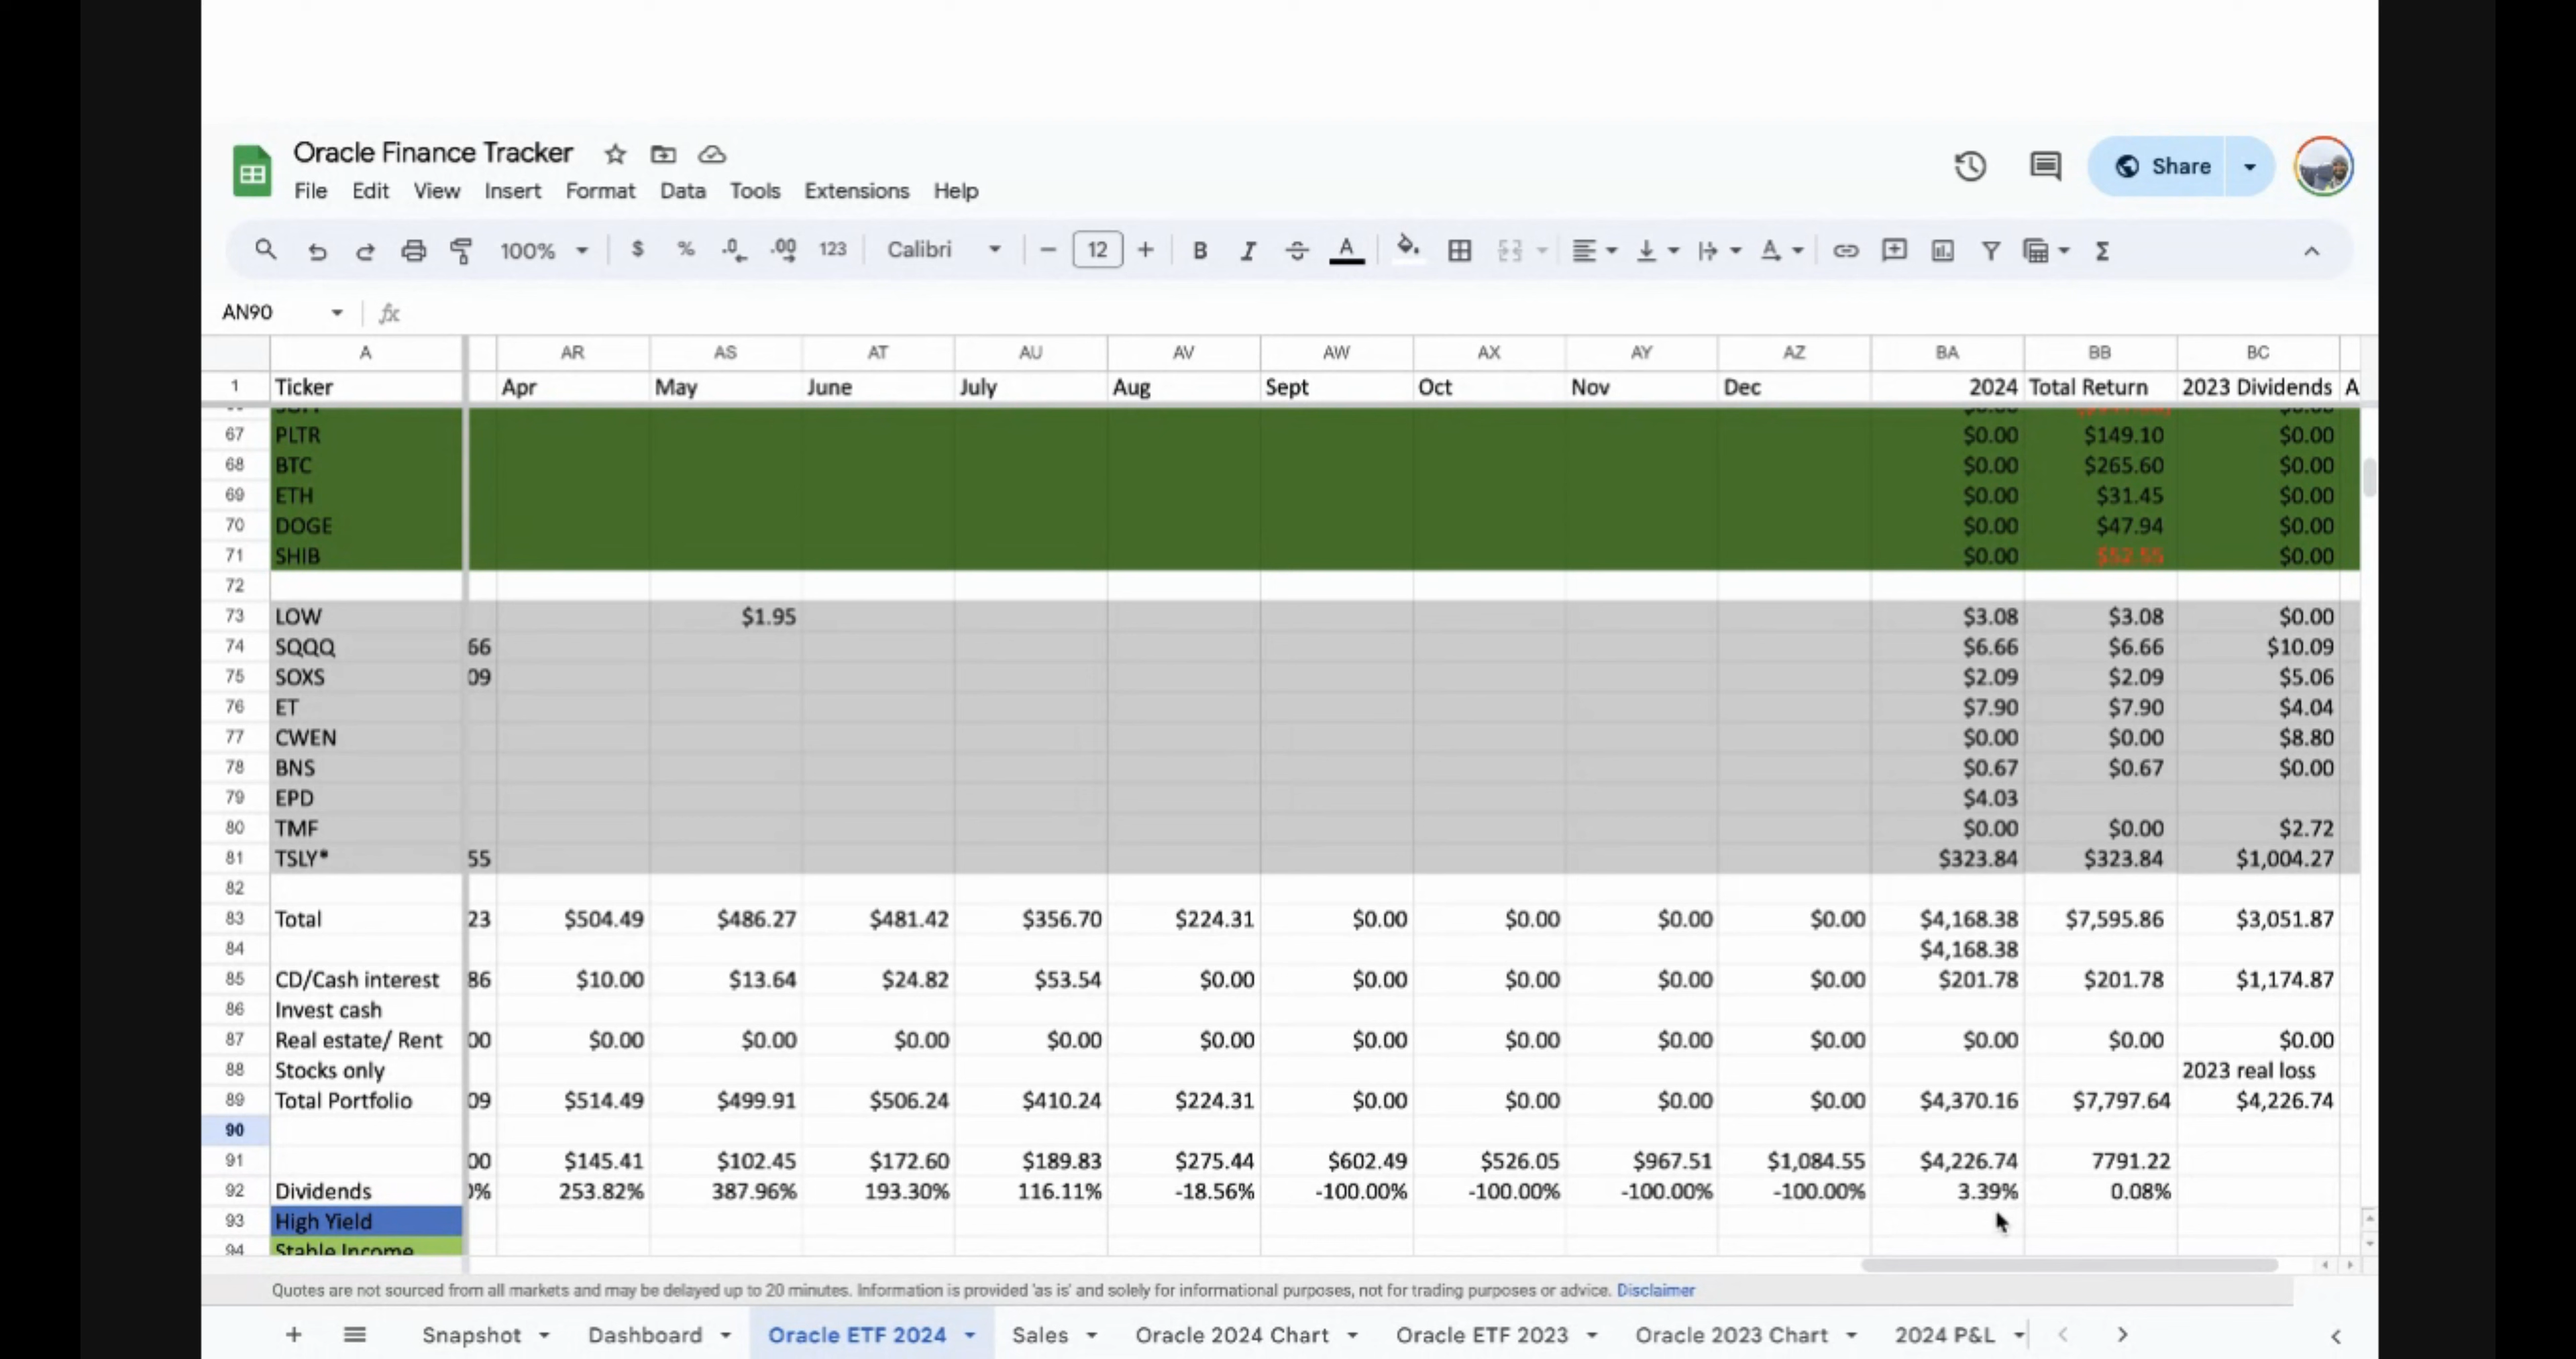 Oracle Finance Tracker
File Edit View Insert Format Data Tools Extensions Help
Share
100% $ % .0 .00 123 Calibri 12 B I A Σ
AN90 fx
A AR AS AT AU AV AW AX AY AZ BA BB BC
1 Ticker Apr May June July Aug Sept Oct Nov Dec 2024 Total Return 2023 Dividends A
67 PLTR $0.00 $149.10 $0.00
68 BTC $0.00 $265.60 $0.00
69 ETH $0.00 $31.45 $0.00
70 DOGE $0.00 $47.94 $0.00
71 SHIB $0.00 $52.55 $0.00
72
73 LOW $1.95 $3.08 $3.08 $0.00
74 SQQQ 66 $6.66 $6.66 $10.09
75 SOXS 09 $2.09 $2.09 $5.06
76 ET $7.90 $7.90 $4.04
77 CWEN $0.00 $0.00 $8.80
78 BNS $0.67 $0.67 $0.00
79 EPD $4.03
80 TMF $0.00 $0.00 $2.72
81 TSLY* 55 $323.84 $323.84 $1,004.27
82
83 Total 23 $504.49 $486.27 $481.42 $356.70 $224.31 $0.00 $0.00 $0.00 $0.00 $4,168.38 $7,595.86 $3,051.87
84 $4,168.38
85 CD/Cash interest 86 $10.00 $13.64 $24.82 $53.54 $0.00 $0.00 $0.00 $0.00 $0.00 $201.78 $201.78 $1,174.87
86 Invest cash
87 Real estate/ Rent 00 $0.00 $0.00 $0.00 $0.00 $0.00 $0.00 $0.00 $0.00 $0.00 $0.00 $0.00 $0.00
88 Stocks only 2023 real loss
89 Total Portfolio 09 $514.49 $499.91 $506.24 $410.24 $224.31 $0.00 $0.00 $0.00 $0.00 $4,370.16 $7,797.64 $4,226.74
90
91 00 $145.41 $102.45 $172.60 $189.83 $275.44 $602.49 $526.05 $967.51 $1,084.55 $4,226.74 7791.22
92 Dividends 0% 253.82% 387.96% 193.30% 116.11% -18.56% -100.00% -100.00% -100.00% -100.00% 3.39% 0.08%
93 High Yield
94 Stable Income
Quotes are not sourced from all markets and may be delayed up to 20 minutes. Information is provided 'as is' and solely for informational purposes, not for trading purposes or advice. Disclaimer
Snapshot Dashboard Oracle ETF 2024 Sales Oracle 2024 Chart Oracle ETF 2023 Oracle 2023 Chart 2024 P&L